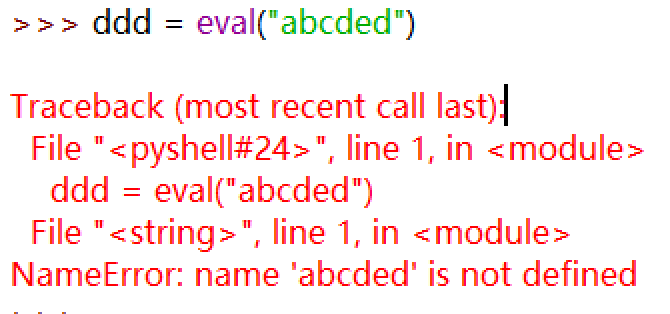 >>> ddd = eval("abcded")
Traceback (most recent call last):
File "<pyshell#24>", line 1, in <module>
ddd = eval("abcded")
File "<string>", line 1, in <module>
NameError: name 'abcded' is not defined